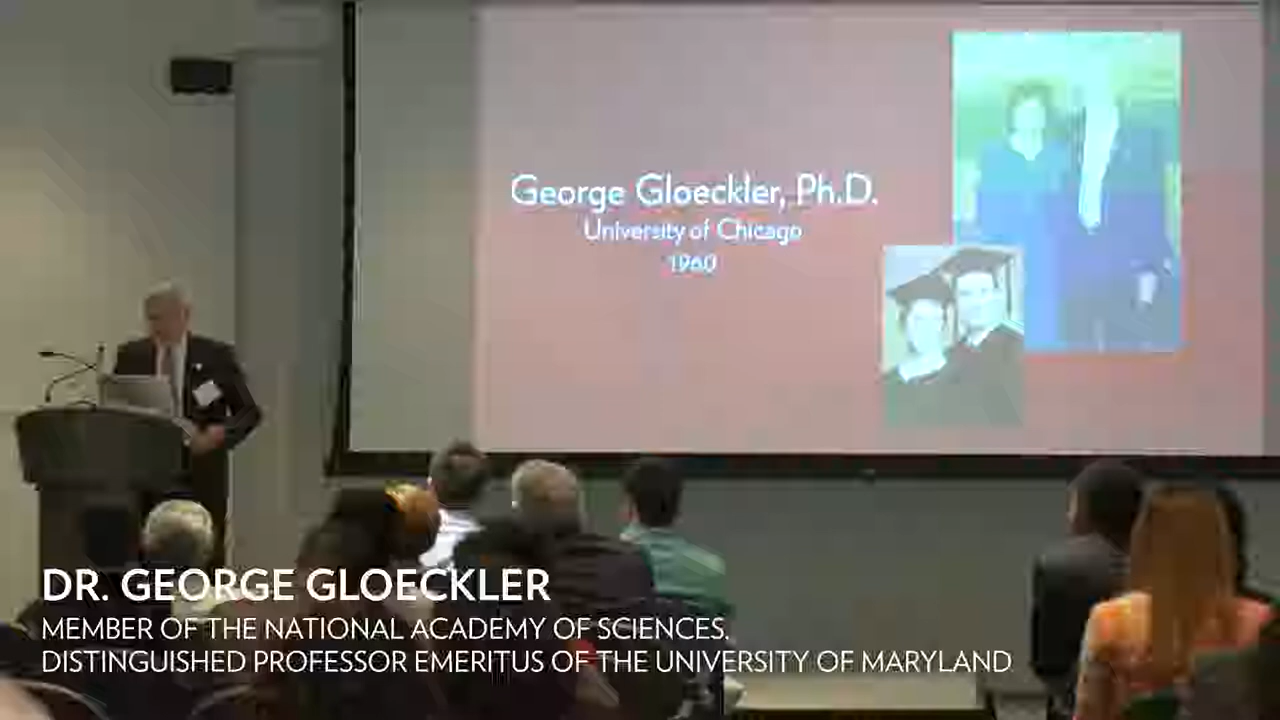 George Gloeckler, Ph.D.
University of Chicago
1960
DR. GEORGE GLOECKLER
MEMBER OF THE NATIONAL ACADEMY OF SCIENCES.
DISTINGUISHED PROFESSOR EMERITUS OF THE UNIVERSITY OF MARYLAND